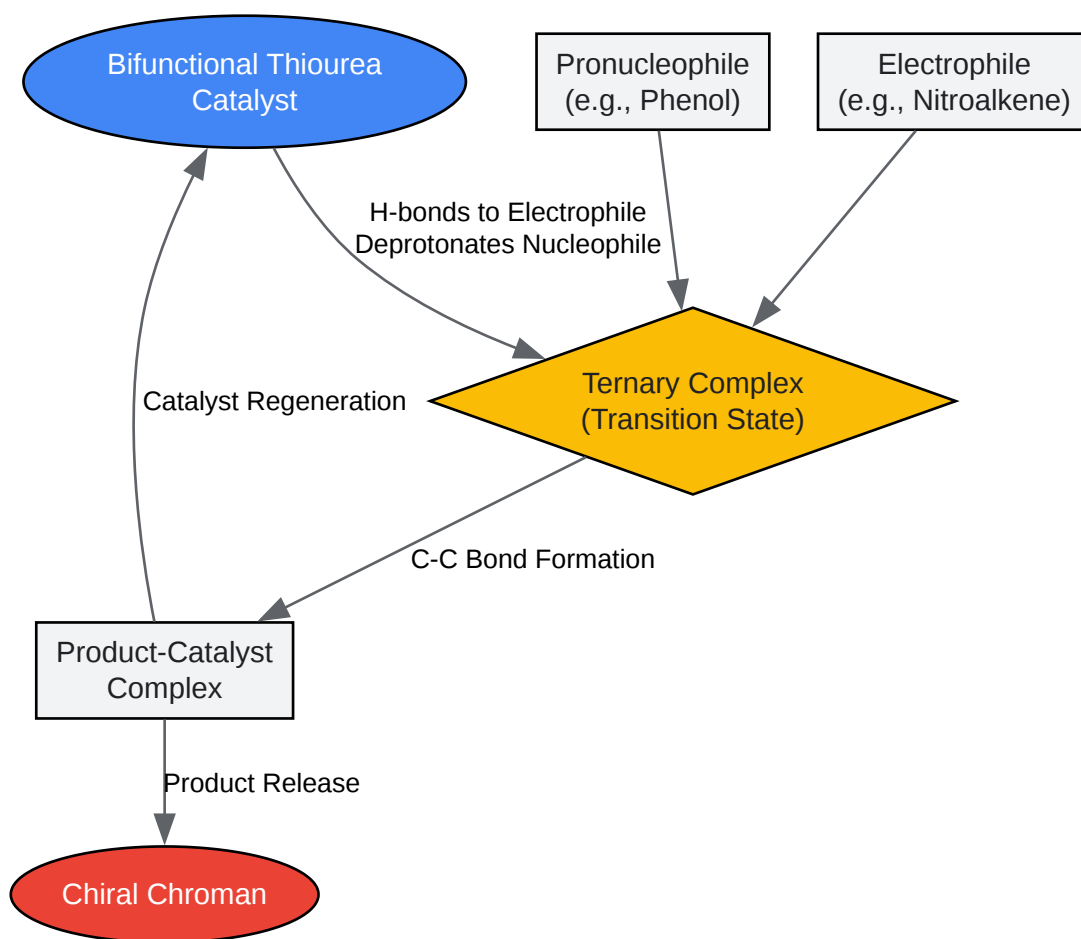 Bifunctional Thiourea
Catalyst
Pronucleophile
(e.g., Phenol)
Electrophile
(e.g., Nitroalkene)
H-bonds to Electrophile
Deprotonates Nucleophile
Ternary Complex
(Transition State)
Catalyst Regeneration
C-C Bond Formation
Product-Catalyst
Complex
Product Release
Chiral Chroman